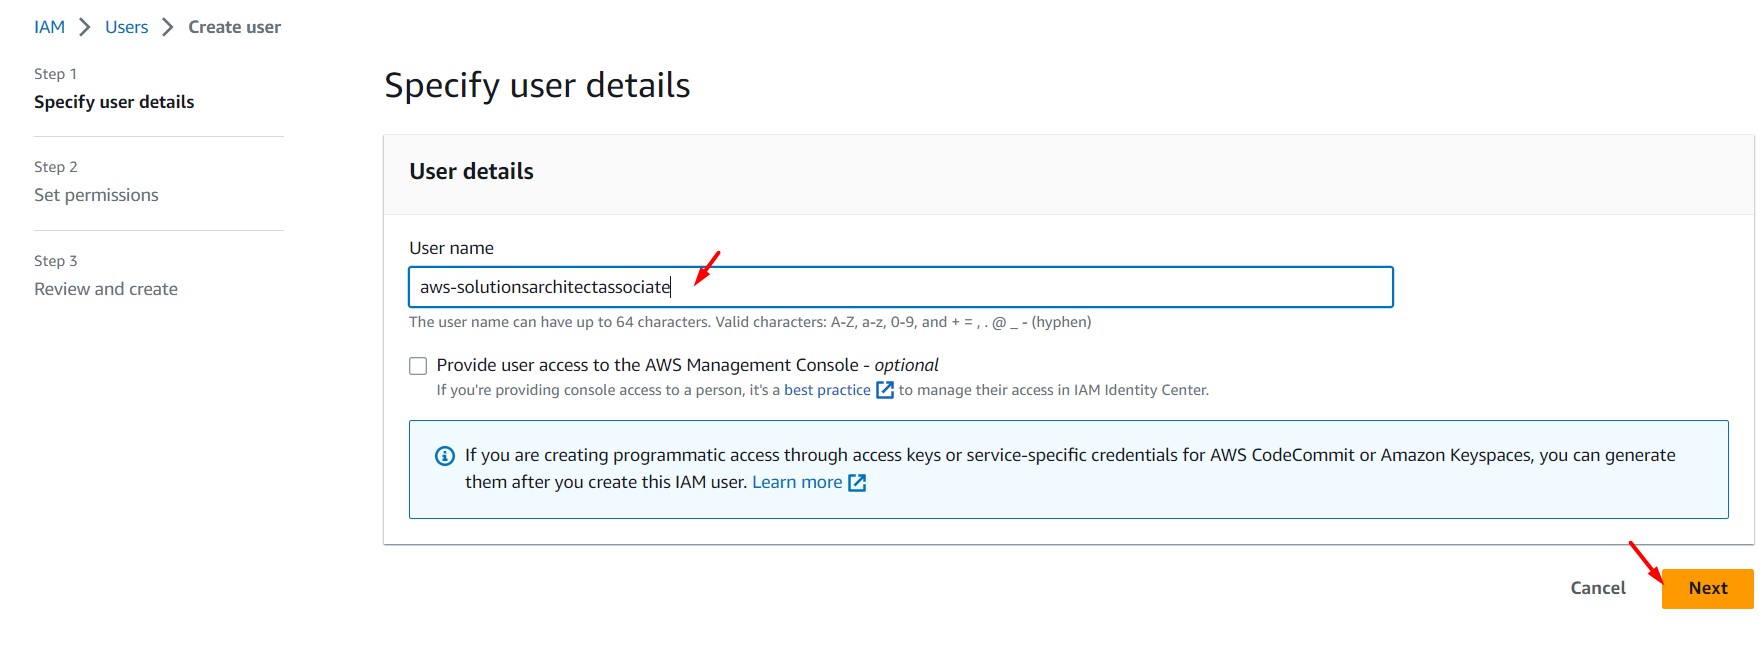 IAM > Users > Create user
Step 1
Specify user details
Step 2
Set permissions
Step 3
Review and create
Specify user details
User details
User name
aws-solutionsarchitectassociate
The user name can have up to 64 characters. Valid characters: A-Z, a-z, 0-9, and + = , . @ _ - (hyphen)
Provide user access to the AWS Management Console - optional
If you're providing console access to a person, it's a best practice to manage their access in IAM Identity Center.
If you are creating programmatic access through access keys or service-specific credentials for AWS CodeCommit or Amazon Keyspaces, you can generate
them after you create this IAM user. Learn more
Cancel
Next